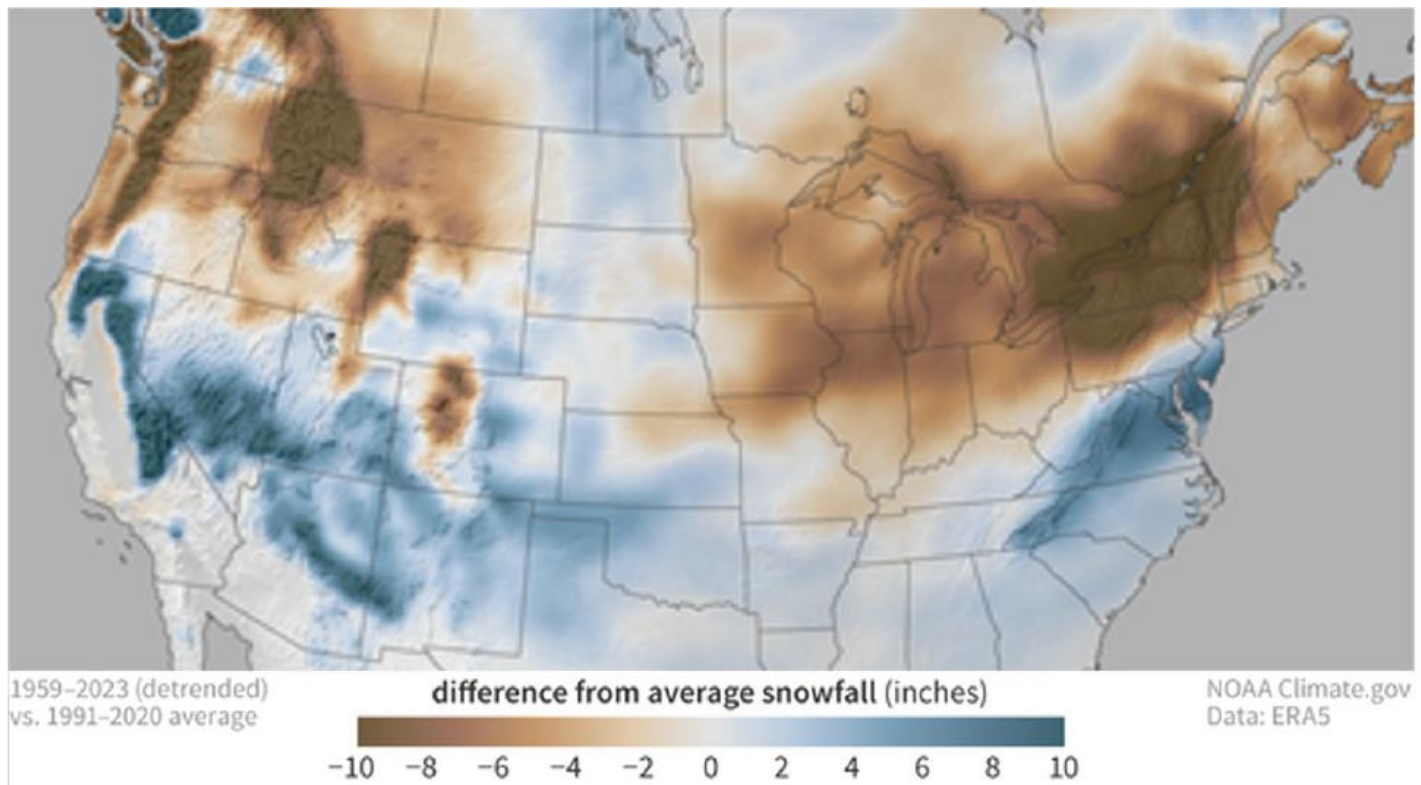 1959–2023 (detrended)
vs. 1991–2020 average
difference from average snowfall (inches)
NOAA Climate.gov
Data: ERA5
−10 −8 −6 −4 −2 0 2 4 6 8 10